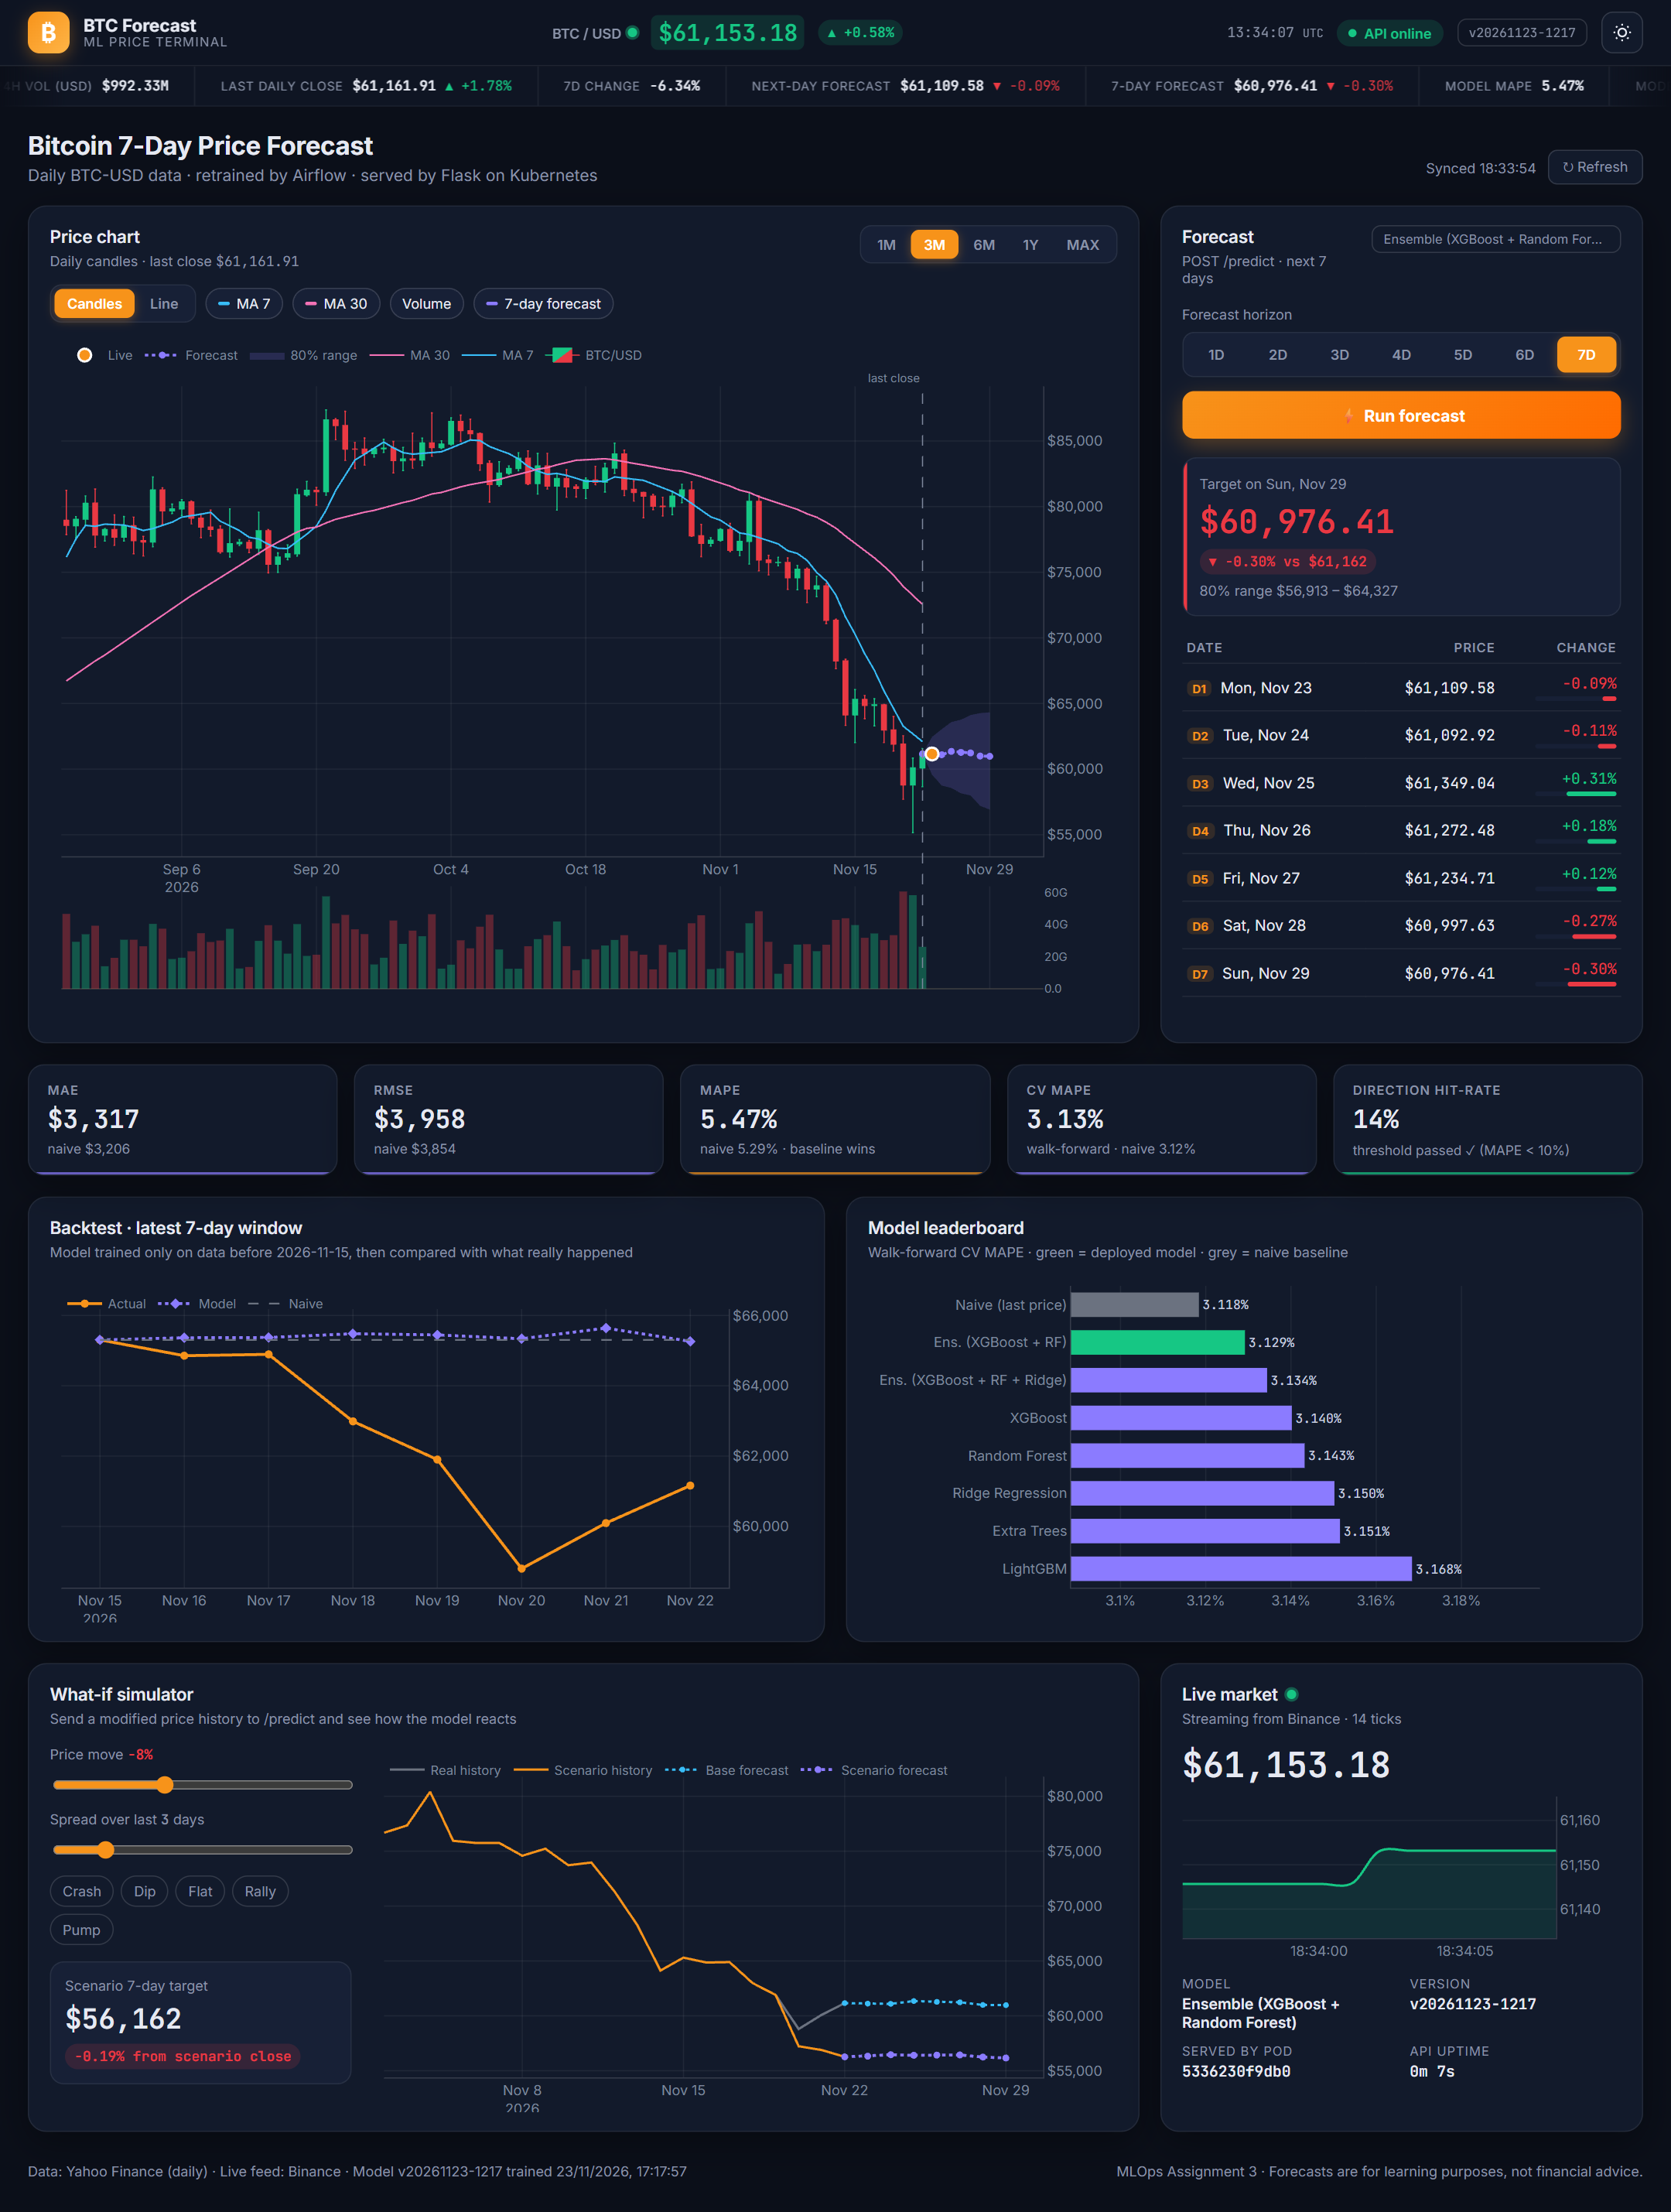 BTC Forecast
ML PRICE TERMINAL
BTC / USD $61,153.18 ▲ +0.58%
13:34:07 UTC API online v20261123-1217
4H VOL (USD) $992.33M LAST DAILY CLOSE $61,161.91 ▲ +1.78% 7D CHANGE -6.34% NEXT-DAY FORECAST $61,109.58 ▼ -0.09% 7-DAY FORECAST $60,976.41 ▼ -0.30% MODEL MAPE 5.47%
Bitcoin 7-Day Price Forecast
Daily BTC-USD data · retrained by Airflow · served by Flask on Kubernetes
Synced 18:33:54 ↻ Refresh
Price chart
Daily candles · last close $61,161.91
1M 3M 6M 1Y MAX
Candles Line MA 7 MA 30 Volume 7-day forecast
Live Forecast 80% range MA 30 MA 7 BTC/USD
last close
$85,000
$80,000
$75,000
$70,000
$65,000
$60,000
$55,000
Sep 6 Sep 20 Oct 4 Oct 18 Nov 1 Nov 15 Nov 29
2026
60G
40G
20G
0.0
Forecast
POST /predict · next 7
days
Ensemble (XGBoost + Random For...
Forecast horizon
1D 2D 3D 4D 5D 6D 7D
⚡ Run forecast
Target on Sun, Nov 29
$60,976.41
▼ -0.30% vs $61,162
80% range $56,913 – $64,327
DATE PRICE CHANGE
D1 Mon, Nov 23 $61,109.58 -0.09%
D2 Tue, Nov 24 $61,092.92 -0.11%
D3 Wed, Nov 25 $61,349.04 +0.31%
D4 Thu, Nov 26 $61,272.48 +0.18%
D5 Fri, Nov 27 $61,234.71 +0.12%
D6 Sat, Nov 28 $60,997.63 -0.27%
D7 Sun, Nov 29 $60,976.41 -0.30%
MAE
$3,317
naive $3,206
RMSE
$3,958
naive $3,854
MAPE
5.47%
naive 5.29% · baseline wins
CV MAPE
3.13%
walk-forward · naive 3.12%
DIRECTION HIT-RATE
14%
threshold passed ✓ (MAPE < 10%)
Backtest · latest 7-day window
Model trained only on data before 2026-11-15, then compared with what really happened
Actual Model Naive
$66,000
$64,000
$62,000
$60,000
Nov 15 Nov 16 Nov 17 Nov 18 Nov 19 Nov 20 Nov 21 Nov 22
2026
Model leaderboard
Walk-forward CV MAPE · green = deployed model · grey = naive baseline
Naive (last price) 3.118%
Ens. (XGBoost + RF) 3.129%
Ens. (XGBoost + RF + Ridge) 3.134%
XGBoost 3.140%
Random Forest 3.143%
Ridge Regression 3.150%
Extra Trees 3.151%
LightGBM 3.168%
3.1% 3.12% 3.14% 3.16% 3.18%
What-if simulator
Send a modified price history to /predict and see how the model reacts
Price move -8%
Spread over last 3 days
Crash Dip Flat Rally
Pump
Scenario 7-day target
$56,162
-0.19% from scenario close
Real history Scenario history Base forecast Scenario forecast
$80,000
$75,000
$70,000
$65,000
$60,000
$55,000
Nov 8 Nov 15 Nov 22 Nov 29
2026
Live market
Streaming from Binance · 14 ticks
$61,153.18
61,160
61,150
61,140
18:34:00 18:34:05
MODEL VERSION
Ensemble (XGBoost + v20261123-1217
Random Forest)
SERVED BY POD API UPTIME
5336230f9db0 0m 7s
Data: Yahoo Finance (daily) · Live feed: Binance · Model v20261123-1217 trained 23/11/2026, 17:17:57
MLOps Assignment 3 · Forecasts are for learning purposes, not financial advice.